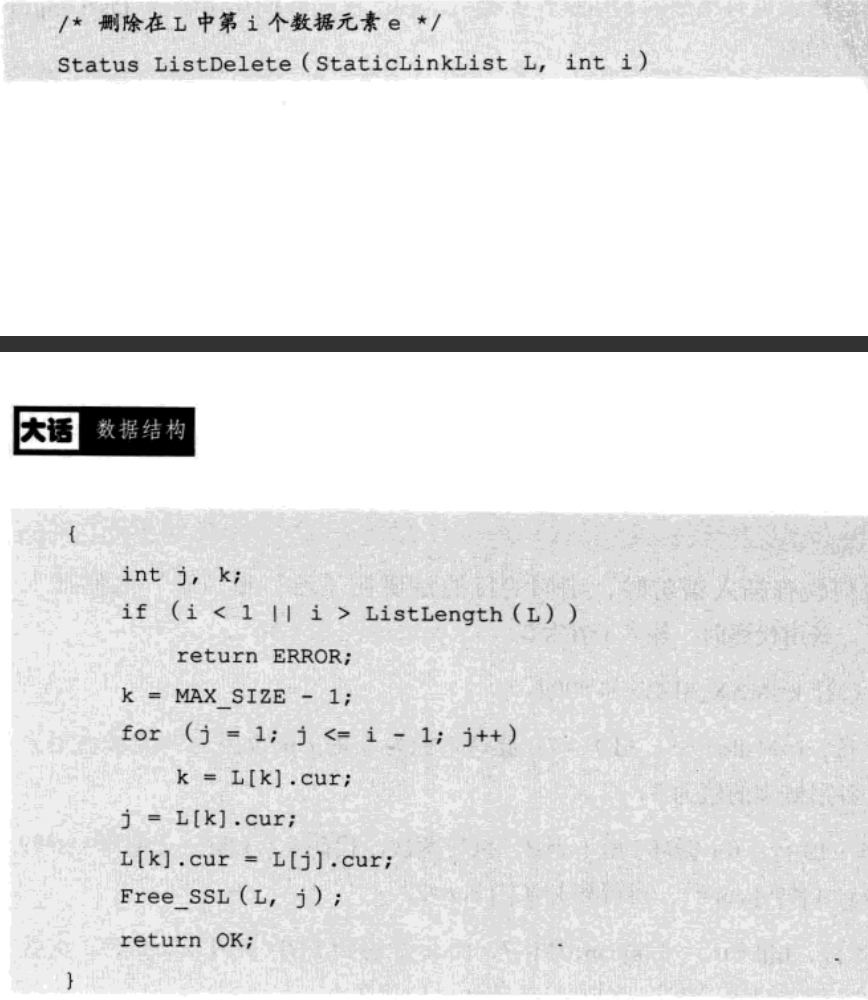 /* 删除在 L 中第 i 个数据元素 e */
Status ListDelete(StaticLinkList L, int i)
大话 数据结构
{
int j, k;
if (i < 1 || i > ListLength(L))
return ERROR;
k = MAX_SIZE - 1;
for (j = 1; j <= i - 1; j++)
k = L[k].cur;
j = L[k].cur;
L[k].cur = L[j].cur;
Free_SSL(L, j);
return OK;
}